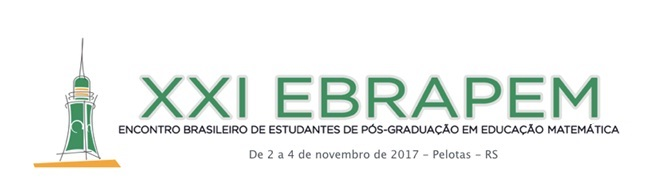 XXI EBRAPEM
ENCONTRO BRASILEIRO DE ESTUDANTES DE PÓS-GRADUAÇÃO EM EDUCAÇÃO MATEMÁTICA
De 2 a 4 de novembro de 2017 – Pelotas – RS